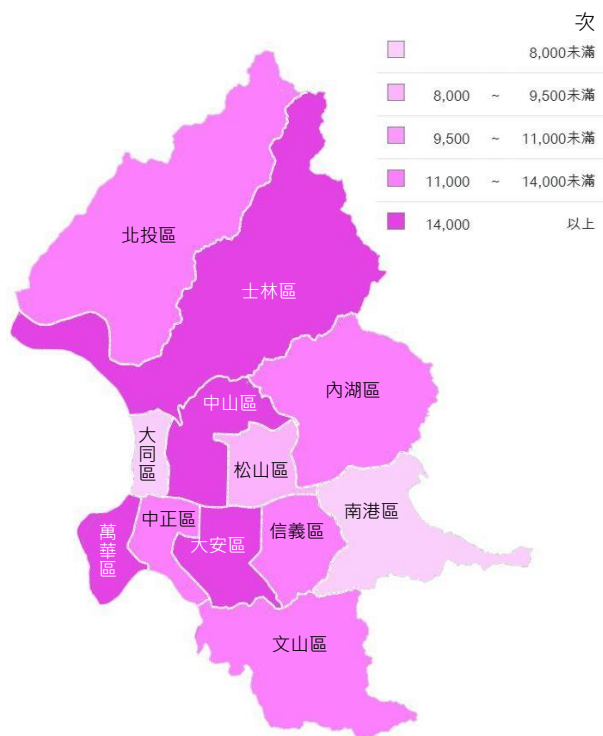 次
8,000未滿
8,000 ~ 9,500未滿
9,500 ~ 11,000未滿
11,000 ~ 14,000未滿
14,000 以上
北投區
士林區
內湖區
中山區
大同區
松山區
南港區
中正區
萬華區
大安區
信義區
文山區